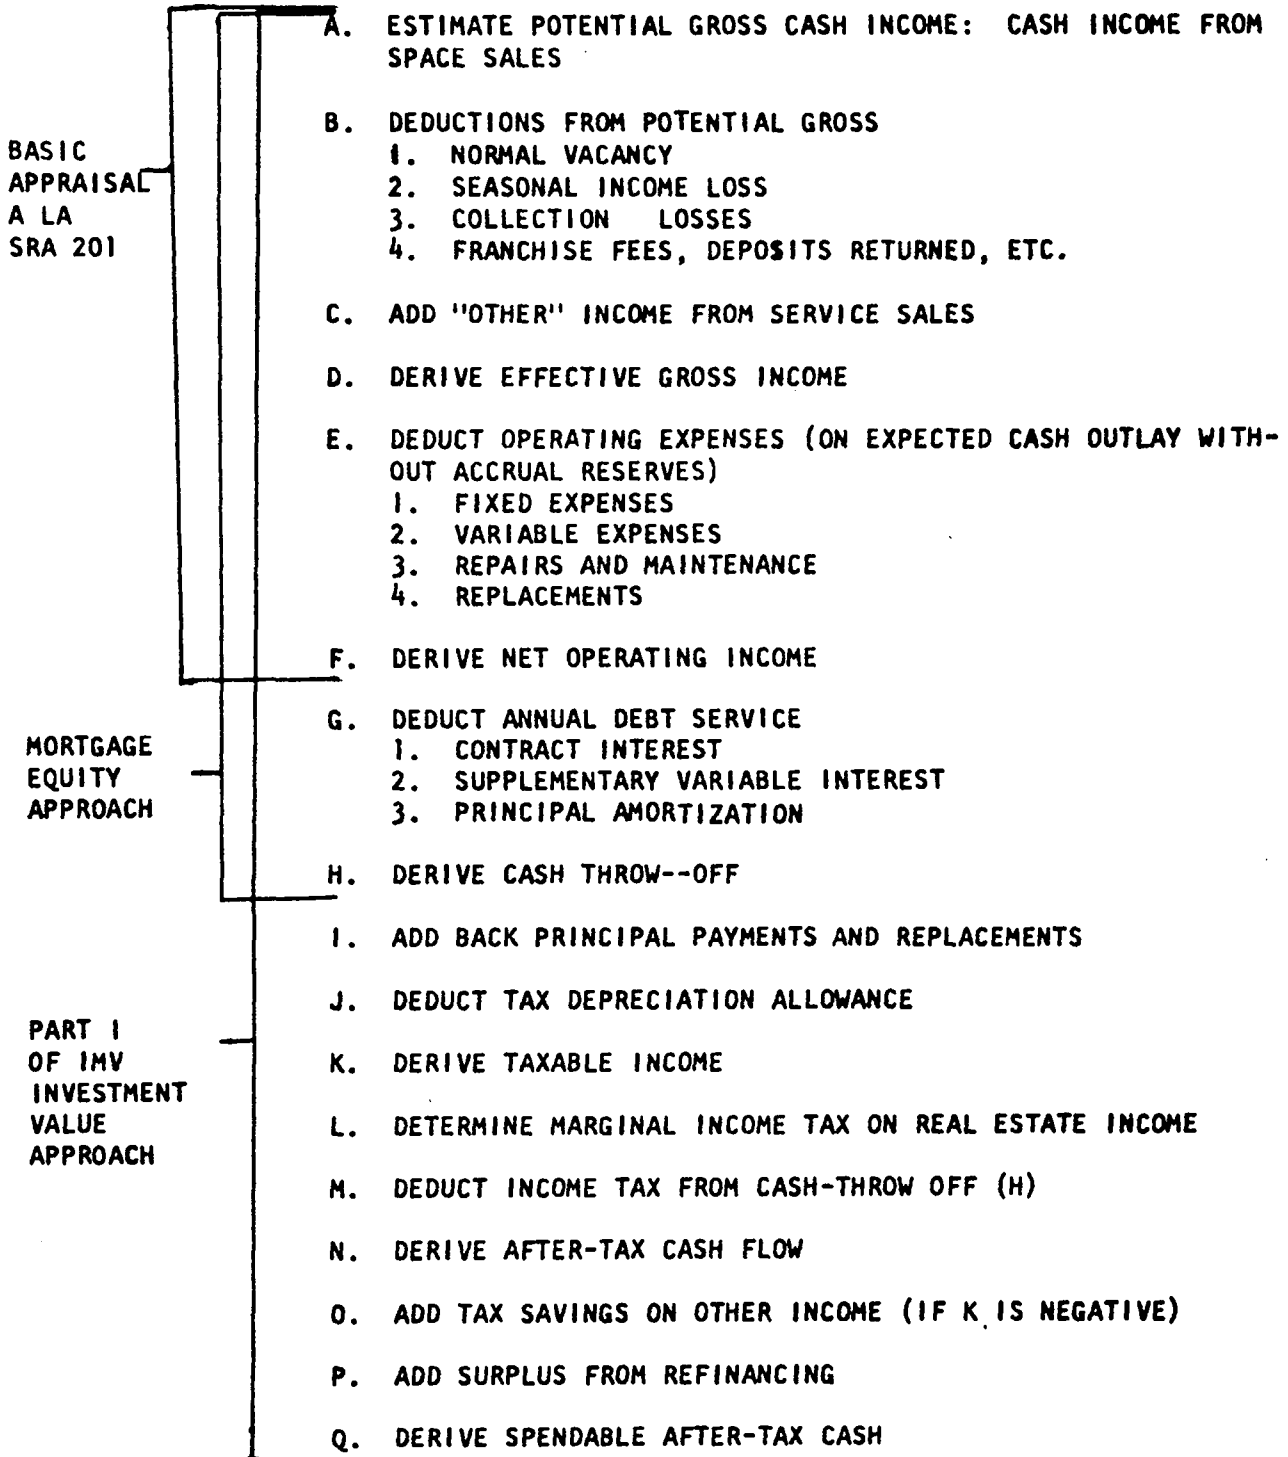 A. ESTIMATE POTENTIAL GROSS CASH INCOME: CASH INCOME FROM
SPACE SALES
B. DEDUCTIONS FROM POTENTIAL GROSS
1. NORMAL VACANCY
2. SEASONAL INCOME LOSS
3. COLLECTION LOSSES
4. FRANCHISE FEES, DEPOSITS RETURNED, ETC.
BASIC
APPRAISAL
A LA
SRA 201
C. ADD "OTHER" INCOME FROM SERVICE SALES
D. DERIVE EFFECTIVE GROSS INCOME
E. DEDUCT OPERATING EXPENSES (ON EXPECTED CASH OUTLAY WITH-
OUT ACCRUAL RESERVES)
1. FIXED EXPENSES
2. VARIABLE EXPENSES
3. REPAIRS AND MAINTENANCE
4. REPLACEMENTS
F. DERIVE NET OPERATING INCOME
G. DEDUCT ANNUAL DEBT SERVICE
1. CONTRACT INTEREST
2. SUPPLEMENTARY VARIABLE INTEREST
3. PRINCIPAL AMORTIZATION
MORTGAGE
EQUITY
APPROACH
H. DERIVE CASH THROW--OFF
I. ADD BACK PRINCIPAL PAYMENTS AND REPLACEMENTS
J. DEDUCT TAX DEPRECIATION ALLOWANCE
K. DERIVE TAXABLE INCOME
L. DETERMINE MARGINAL INCOME TAX ON REAL ESTATE INCOME
PART I
OF IMV
INVESTMENT
VALUE
APPROACH
M. DEDUCT INCOME TAX FROM CASH-THROW OFF (H)
N. DERIVE AFTER-TAX CASH FLOW
O. ADD TAX SAVINGS ON OTHER INCOME (IF K IS NEGATIVE)
P. ADD SURPLUS FROM REFINANCING
Q. DERIVE SPENDABLE AFTER-TAX CASH